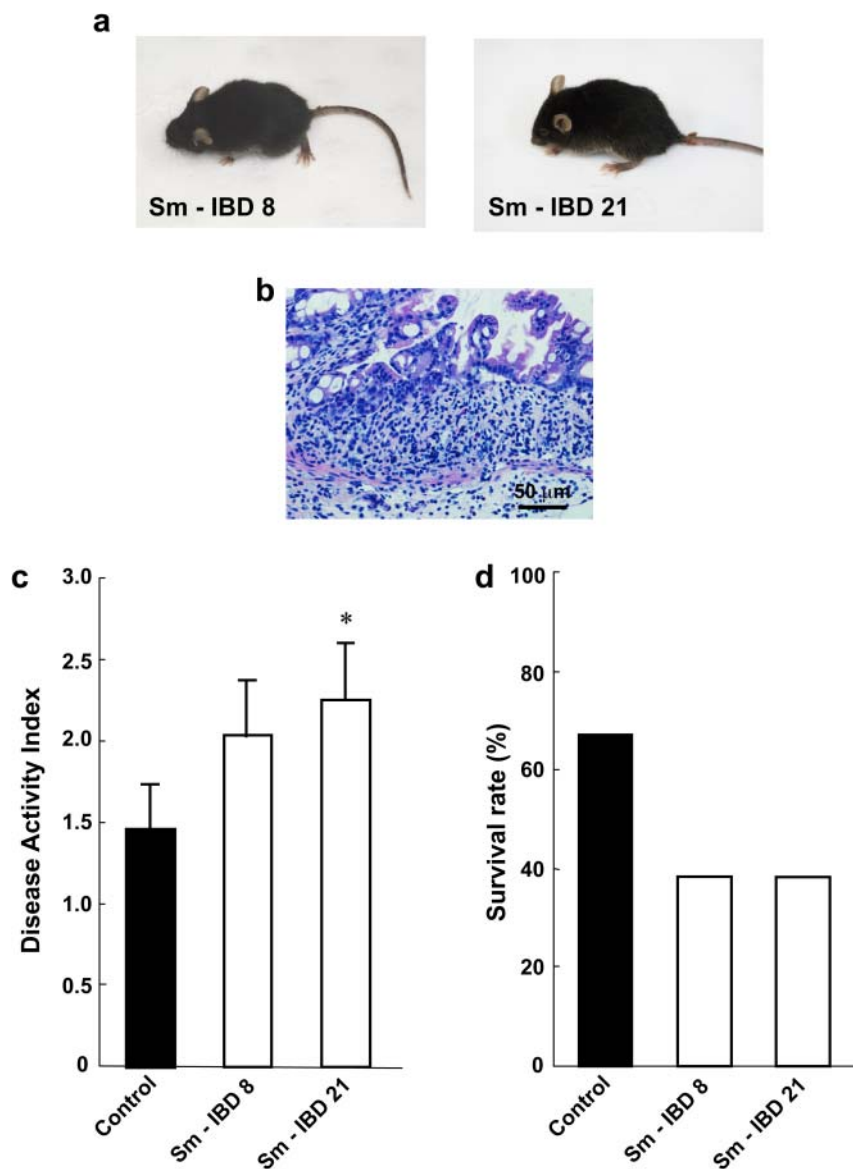 a
Sm - IBD 8
Sm - IBD 21
b
50 μm
c
3.0
2.5
2.0
1.5
1.0
0.5
0
Disease Activity Index
*
Control
Sm - IBD 8
Sm - IBD 21
d
100
80
60
40
20
0
Survival rate (%)
Control
Sm - IBD 8
Sm - IBD 21